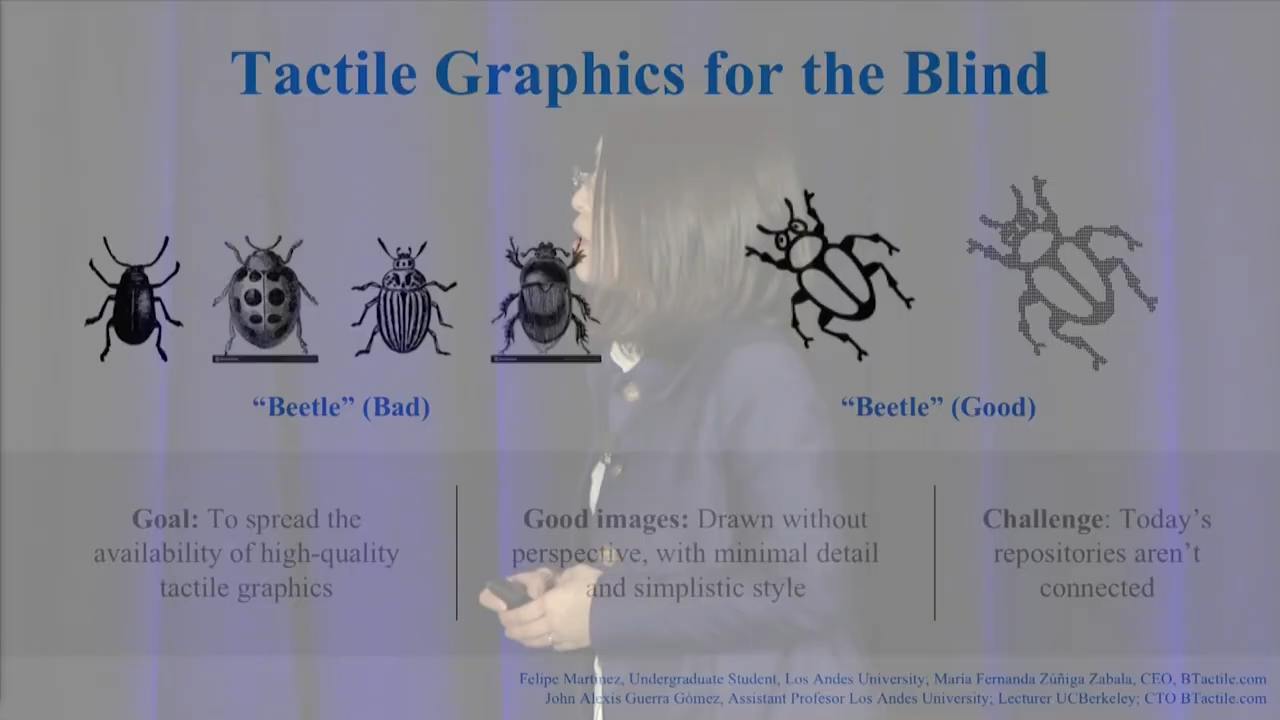 Tactile Graphics for the Blind
“Beetle” (Bad)
“Beetle” (Good)
Goal: To spread the
availability of high-quality
tactile graphics
Good images: Drawn without
perspective, with minimal detail
and simplistic style
Challenge: Today’s
repositories aren’t
connected
Felipe Martínez, Undergraduate Student, Los Andes University; María Fernanda Zúñiga Zabala, CEO, BTactile.com
John Alexis Guerra Gómez, Assistant Profesor Los Andes University; Lecturer UCBerkeley; CTO BTactile.com